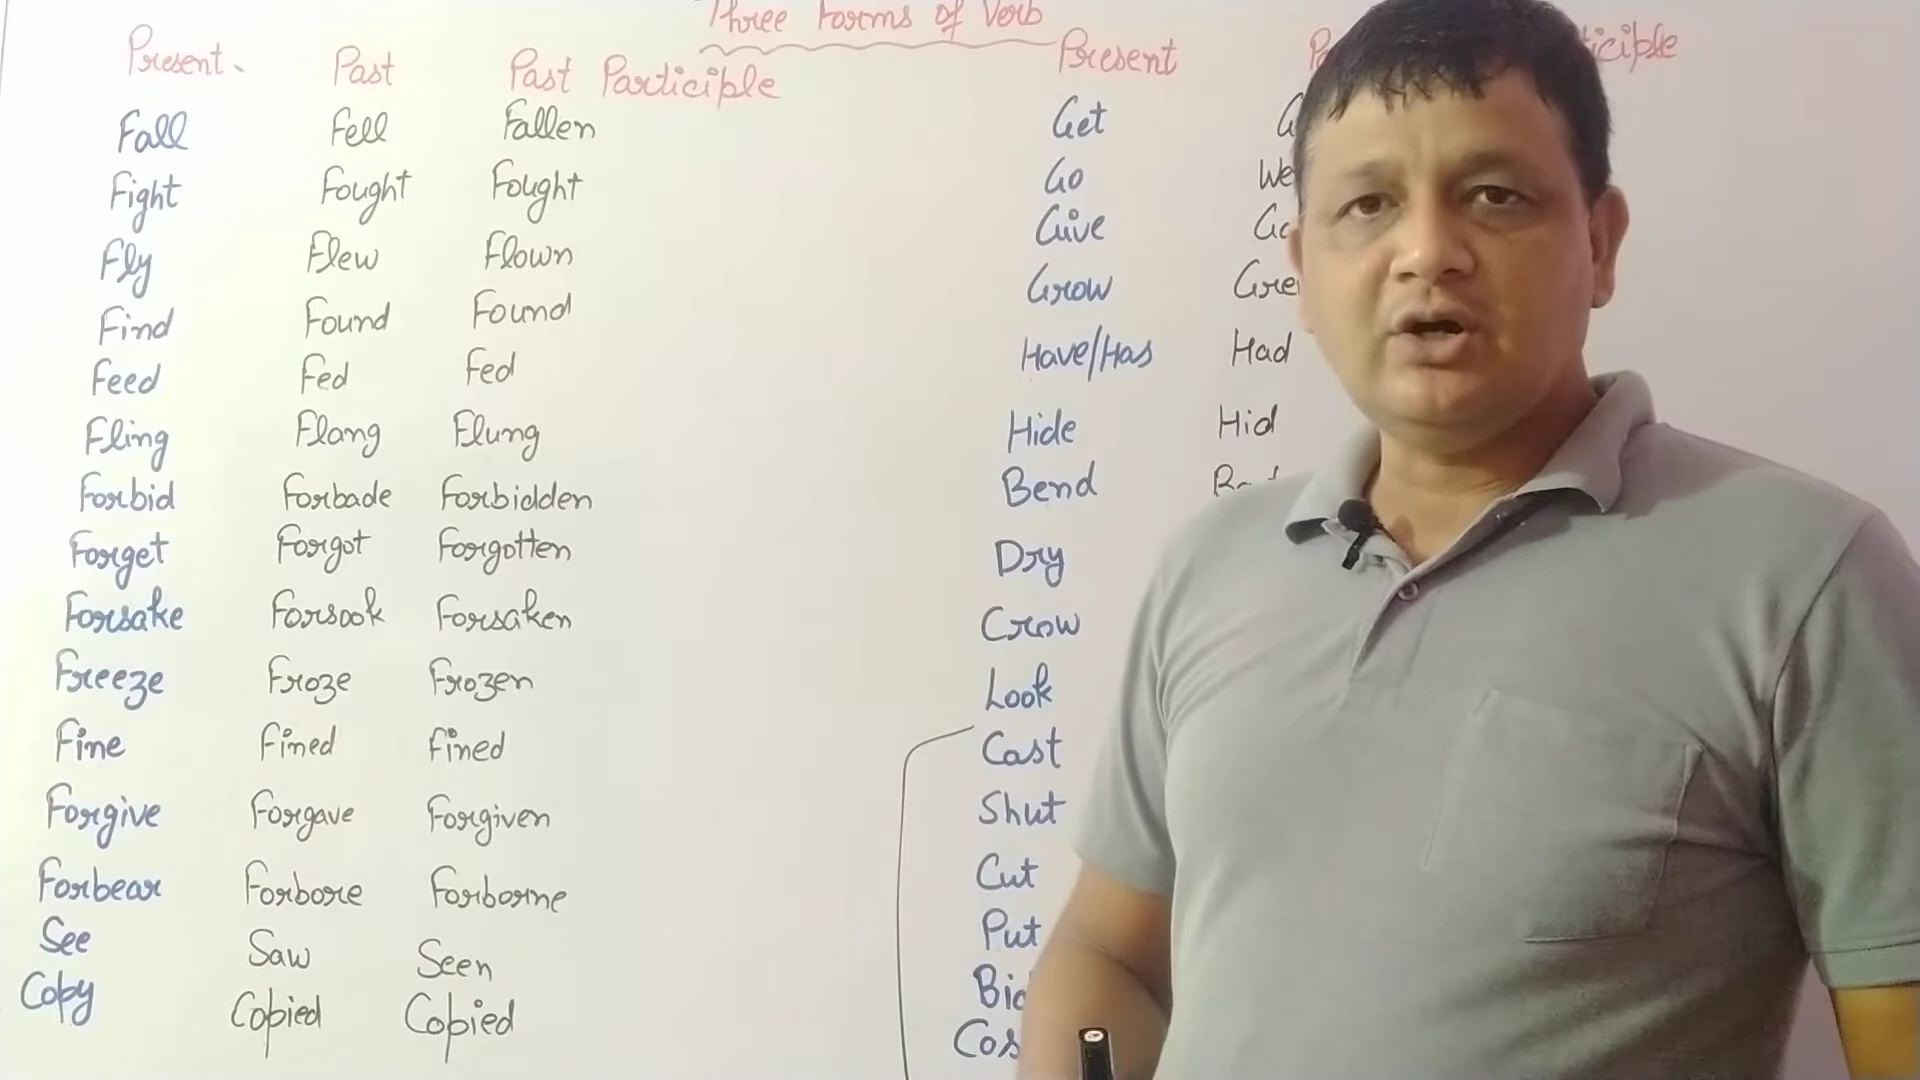 Three Forms of Verb
Present Past Past Participle
Fall Fell Fallen
Fight Fought Fought
Fly Flew Flown
Find Found Found
Feed Fed Fed
Fling Flang Flung
Forbid Forbade Forbidden
Forget Forgot Forgotten
Forsake Forsook Forsaken
Freeze Froze Frozen
Fine Fined Fined
Forgive Forgave Forgiven
Forbear Forbore Forborne
See Saw Seen
Copy Copied Copied
Present
Get
Go
Give
Grow
Have/Has Had
Hide Hid
Bend
Dry
Crow
Look
Cast
Shut
Cut
Put